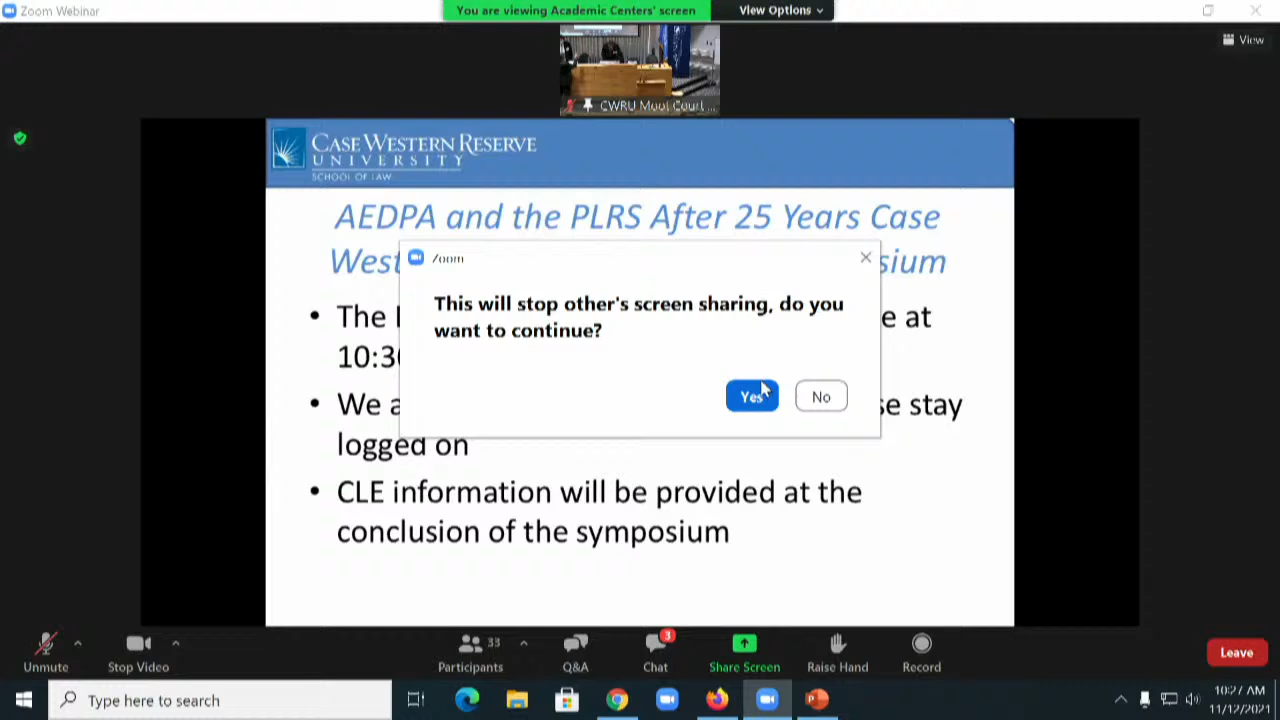 Zoom Webinar
You are viewing Academic Centers' screen
View Options
View
CWRU Moot Court ...
CASE WESTERN RESERVE
UNIVERSITY
SCHOOL OF LAW
AEDPA and the PLRS After 25 Years Case
West
sium
Zoom
This will stop other's screen sharing, do you
want to continue?
Yes
No
• The
e at
10:30
• We a
se stay
logged on
• CLE information will be provided at the
conclusion of the symposium
Unmute
Stop Video
33
Participants
Q&A
3
Chat
Share Screen
Raise Hand
Record
Leave
Type here to search
10:27 AM
11/12/2021